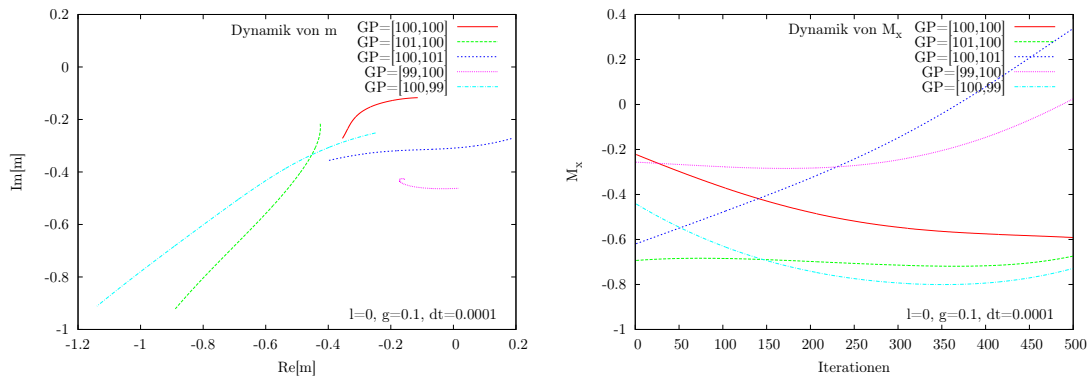 Dynamik von m
GP=[100,100]
GP=[101,100]
GP=[100,101]
GP=[99,100]
GP=[100,99]
0.4
0.2
0
-0.2
-0.4
-0.6
-0.8
-1
Im[m]
l=0, g=0.1, dt=0.0001
-1.2 -1 -0.8 -0.6 -0.4 -0.2 0 0.2
Re[m]
Dynamik von Mx
GP=[100,100]
GP=[101,100]
GP=[100,101]
GP=[99,100]
GP=[100,99]
0.4
0.2
0
-0.2
-0.4
-0.6
-0.8
-1
Mx
l=0, g=0.1, dt=0.0001
0 50 100 150 200 250 300 350 400 450 500
Iterationen